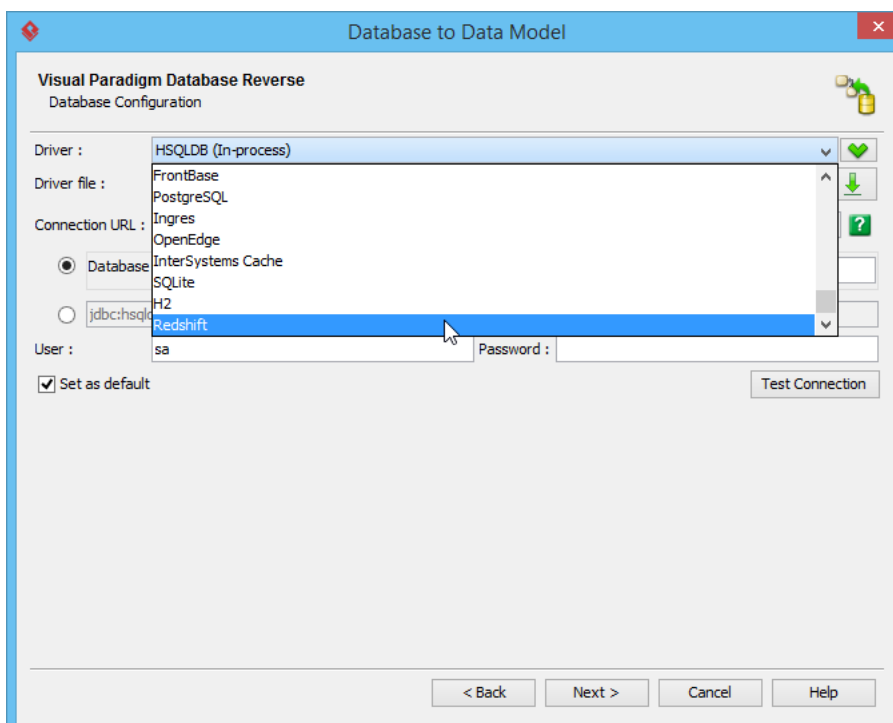 Database to Data Model
Visual Paradigm Database Reverse
Database Configuration
Driver :
HSQLDB (In-process)
FrontBase
Driver file :
PostgreSQL
Ingres
Connection URL :
?
OpenEdge
Database
InterSystems Cache
SQLite
H2
jdbc:hsqld
Redshift
User :
sa
Password :
Set as default
Test Connection
< Back
Next >
Cancel
Help